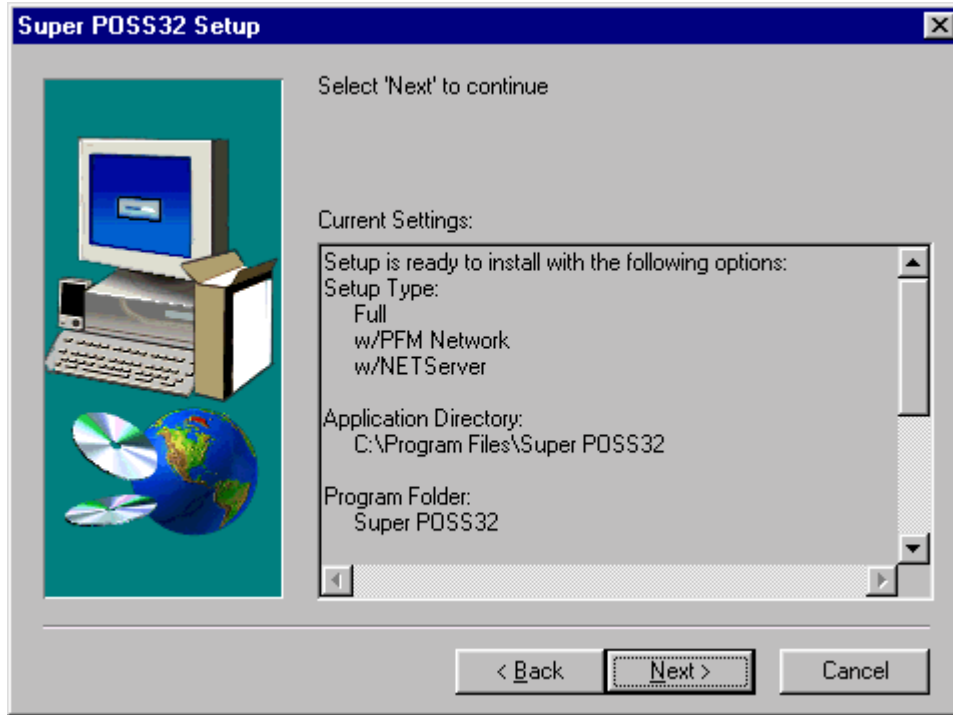 Super POSS32 Setup
Select 'Next' to continue
Current Settings:
Setup is ready to install with the following options:
Setup Type:
Full
w/PFM Network
w/NETServer
Application Directory:
C:\Program Files\Super POSS32
Program Folder:
Super POSS32
< Back
Next >
Cancel